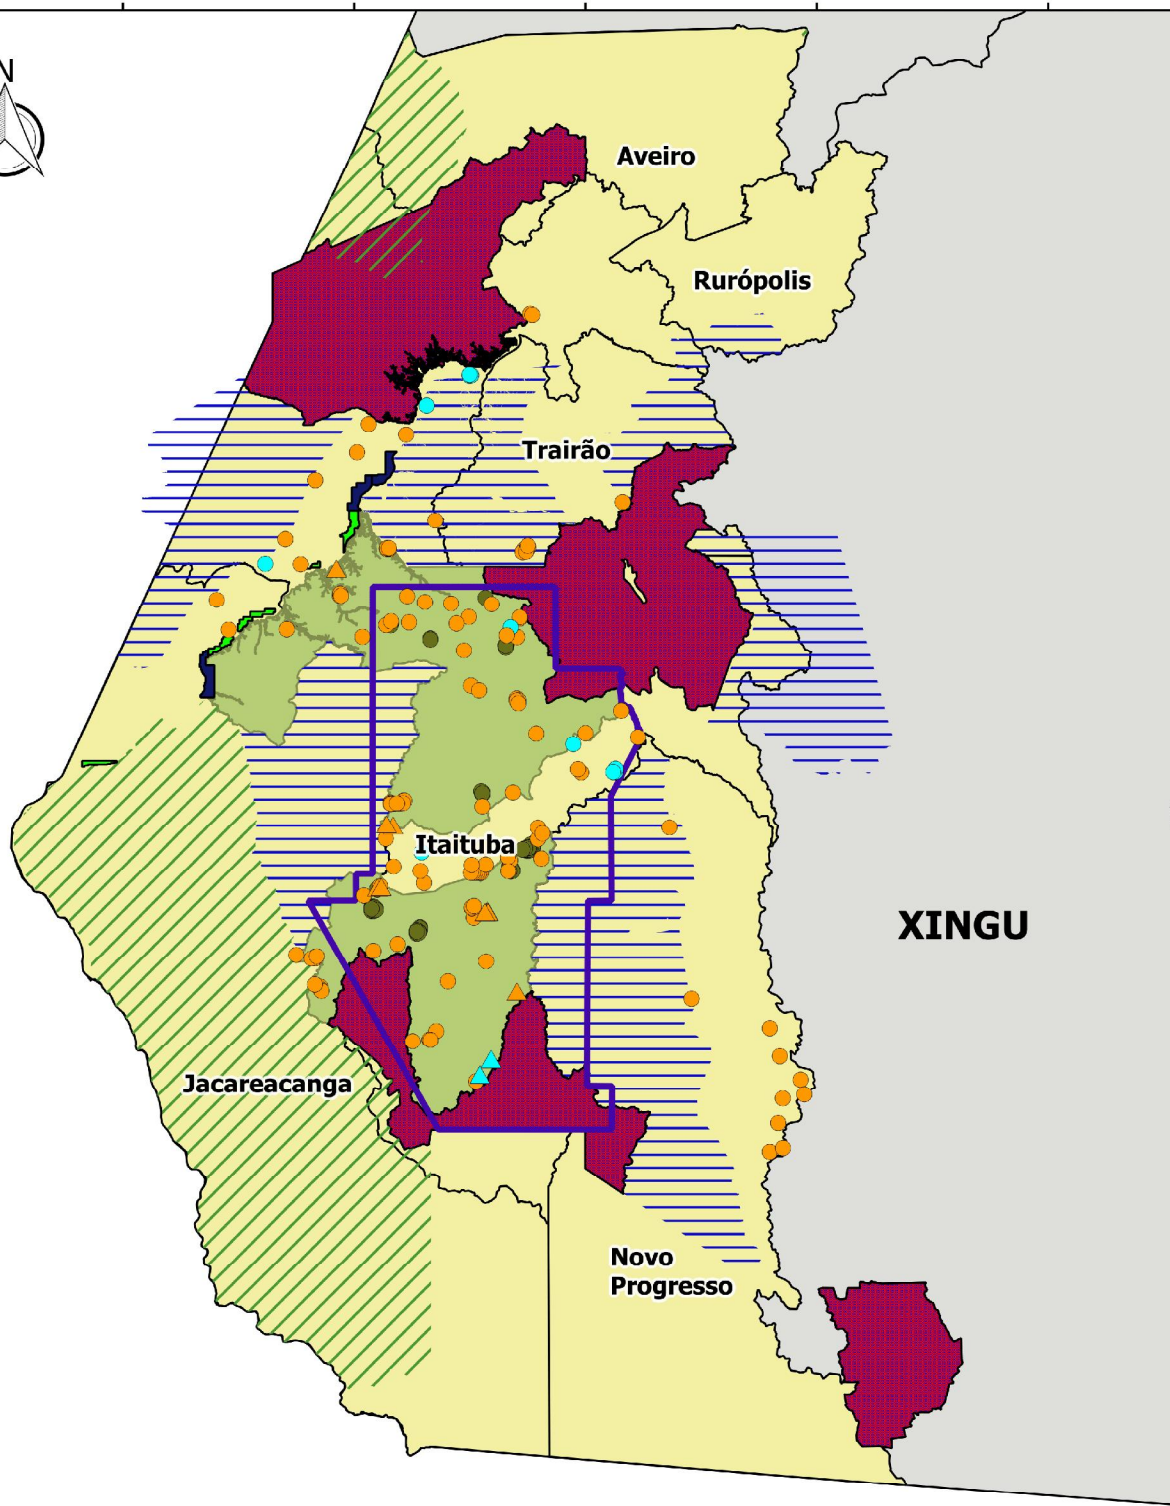 N
Aveiro
Rurópolis
Trairão
Itaituba
XINGU
Jacareacanga
Novo
Progresso